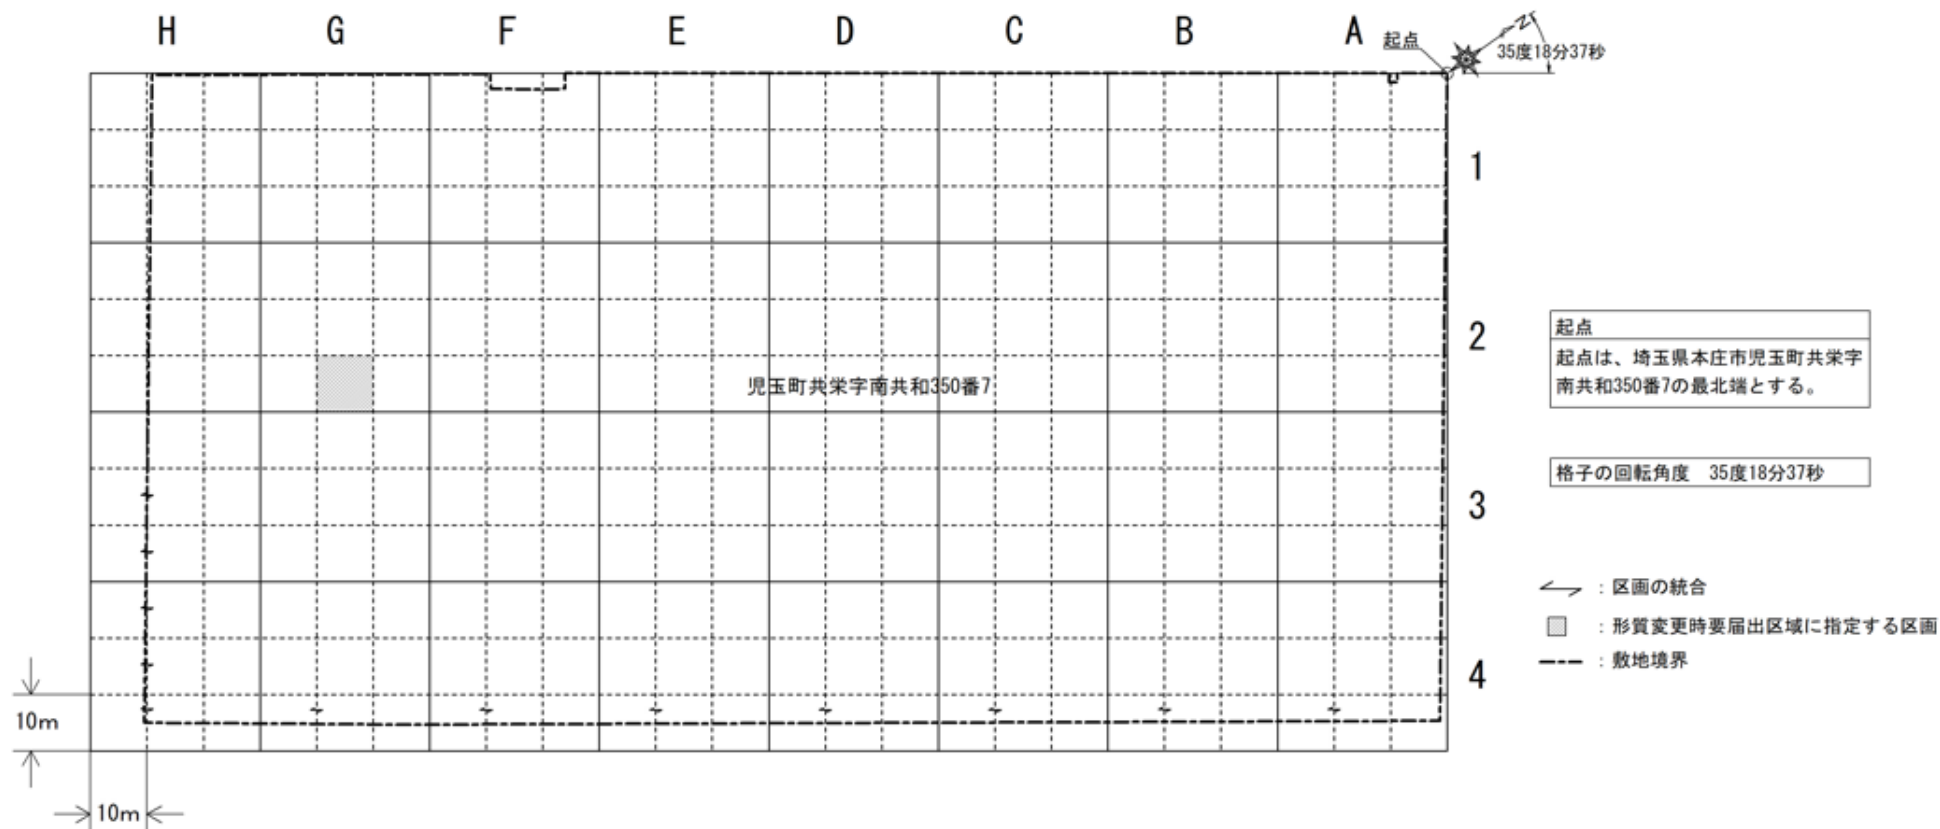 H G F E D C B A
起点
N
35度18分37秒
1
2
3
4
児玉町共栄字南共和350番7
起点
起点は、埼玉県本庄市児玉町共栄字
南共和350番7の最北端とする。
格子の回転角度　35度18分37秒
：区画の統合
：形質変更時要届出区域に指定する区画
：敷地境界
10m
10m